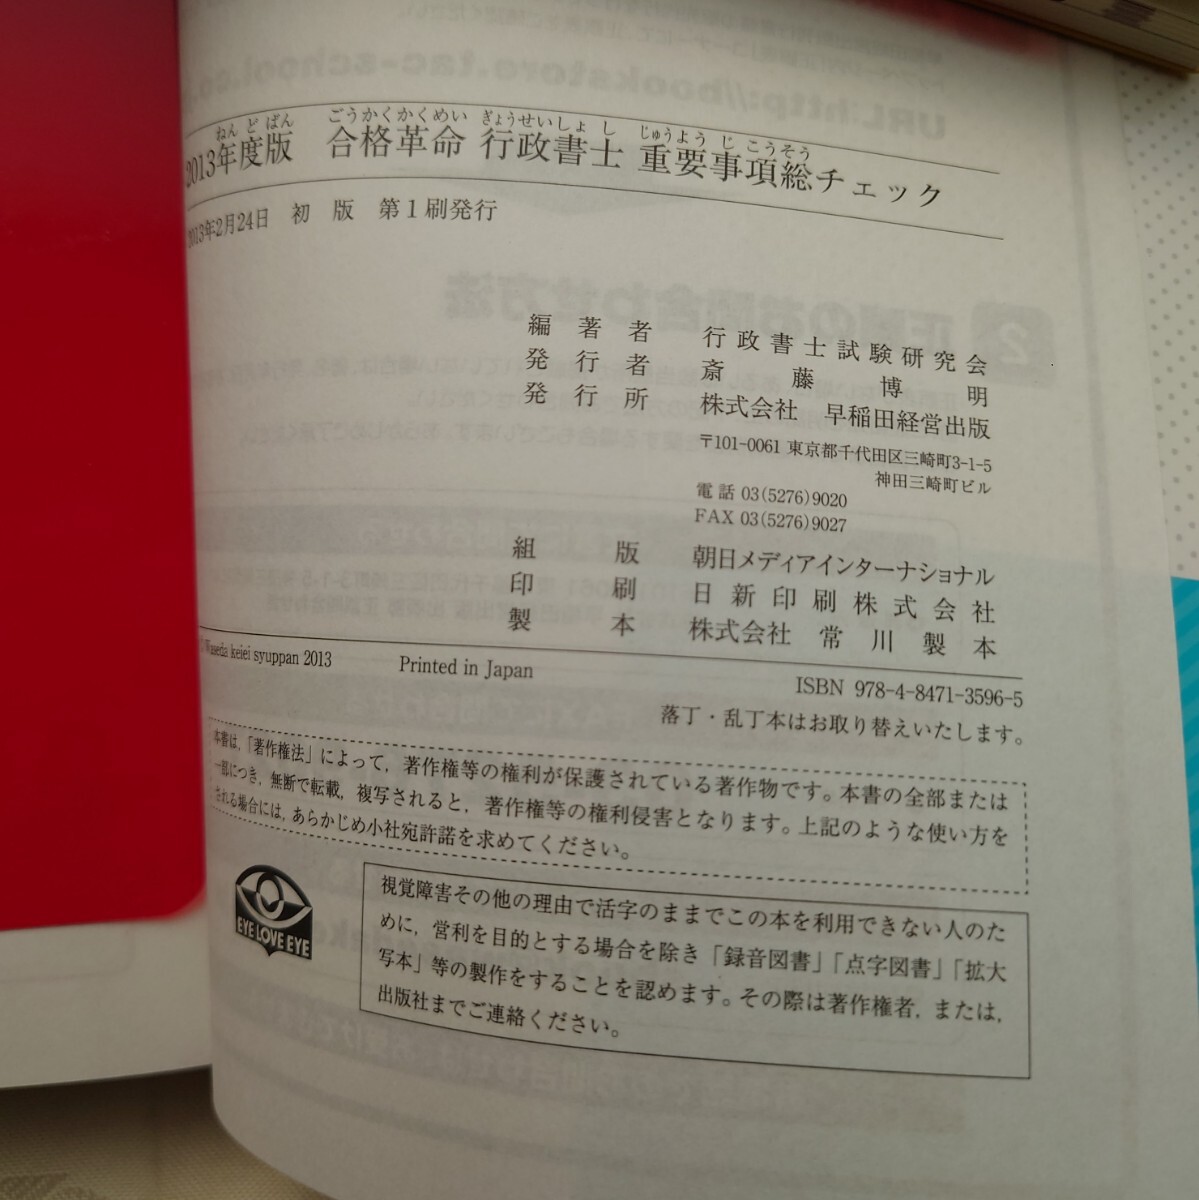 ねんどばん ごうかくかくめい ぎょうせいしょし じゅうようじこうそう
2013年度版 合格革命 行政書士 重要事項総チェック
2013年2月24日 初版 第1刷発行
編著者 行政書士試験研究会
発行者 斎藤博明
発行所 株式会社 早稲田経営出版
〒101-0061 東京都千代田区三崎町3-1-5
神田三崎町ビル
電話 03(5276)9020
FAX 03(5276)9027
組版 朝日メディアインターナショナル
印刷 日新印刷株式会社
製本 株式会社 常川製本
Waseda keiei syuppan 2013 Printed in Japan ISBN 978-4-8471-3596-5
落丁・乱丁本はお取り替えいたします。
本書は,「著作権法」によって, 著作権等の権利が保護されている著作物です。本書の全部または
一部につき, 無断で転載, 複写されると, 著作権等の権利侵害となります。上記のような使い方を
される場合には, あらかじめ小社宛許諾を求めてください。
EYE LOVE EYE
視覚障害その他の理由で活字のままでこの本を利用できない人のた
めに, 営利を目的とする場合を除き「録音図書」「点字図書」「拡大
写本」等の製作をすることを認めます。その際は著作権者, または,
出版社までご連絡ください。